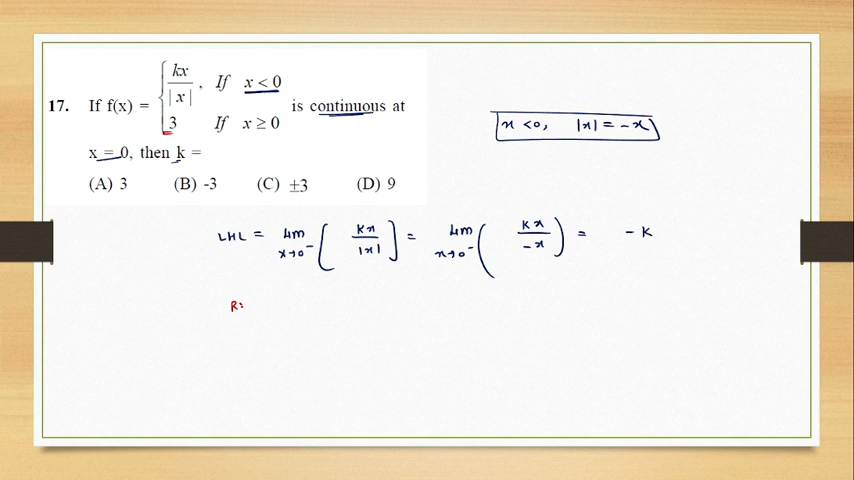 17. If f(x) = { kx/|x| , If x < 0
3 If x ≥ 0 is continuous at
x = 0, then k =
(A) 3 (B) -3 (C) ±3 (D) 9
x < 0, |x| = -x
LHL = Lim x→0⁻ [ kx/|x| ] = Lim x→0⁻ ( kx/-x ) = - k
R